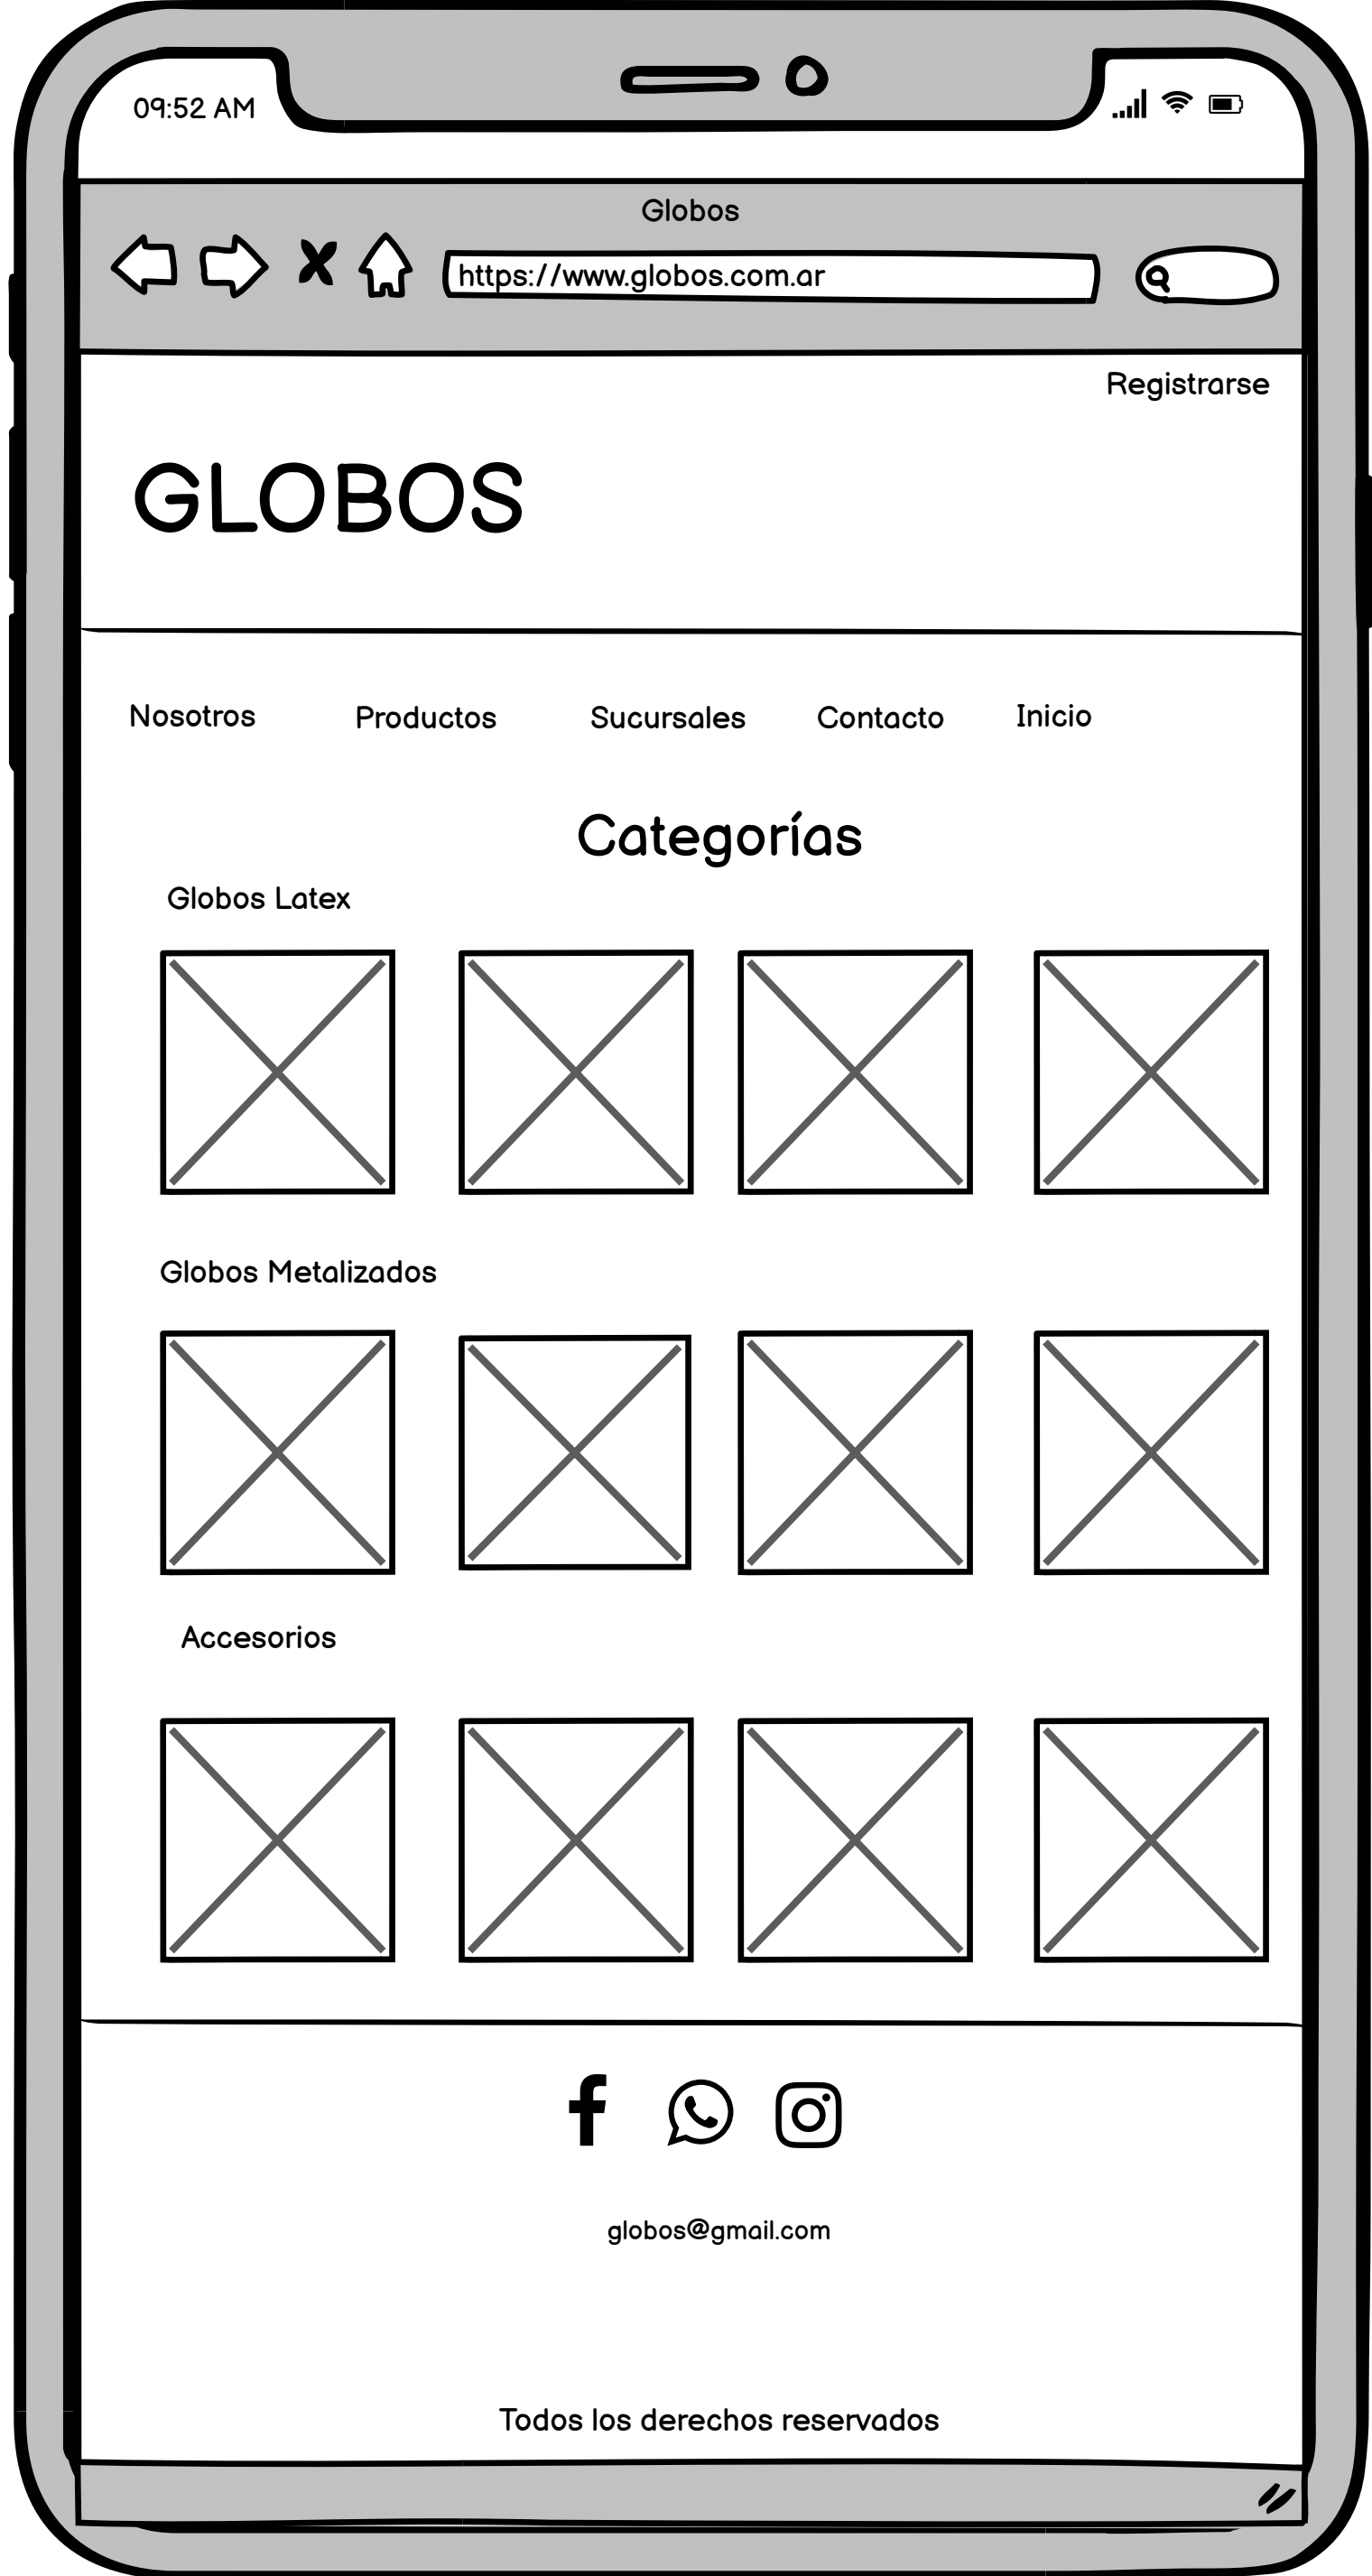 09:52 AM
Globos
https://www.globos.com.ar
Registrarse
GLOBOS
Nosotros Productos Sucursales Contacto Inicio
Categorías
Globos Latex
Globos Metalizados
Accesorios
globos@gmail.com
Todos los derechos reservados